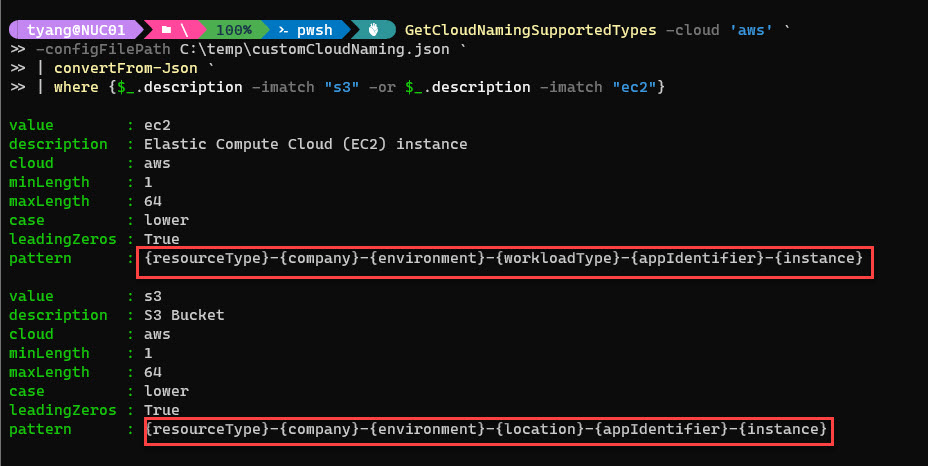 tyang@NUC01 \ 100% pwsh GetCloudNamingSupportedTypes -cloud 'aws' `
>> -configFilePath C:\temp\customCloudNaming.json `
>> | convertFrom-Json `
>> | where {$_.description -imatch "s3" -or $_.description -imatch "ec2"}
value : ec2
description : Elastic Compute Cloud (EC2) instance
cloud : aws
minLength : 1
maxLength : 64
case : lower
leadingZeros : True
pattern : {resourceType}-{company}-{environment}-{workloadType}-{appIdentifier}-{instance}
value : s3
description : S3 Bucket
cloud : aws
minLength : 1
maxLength : 64
case : lower
leadingZeros : True
pattern : {resourceType}-{company}-{environment}-{location}-{appIdentifier}-{instance}